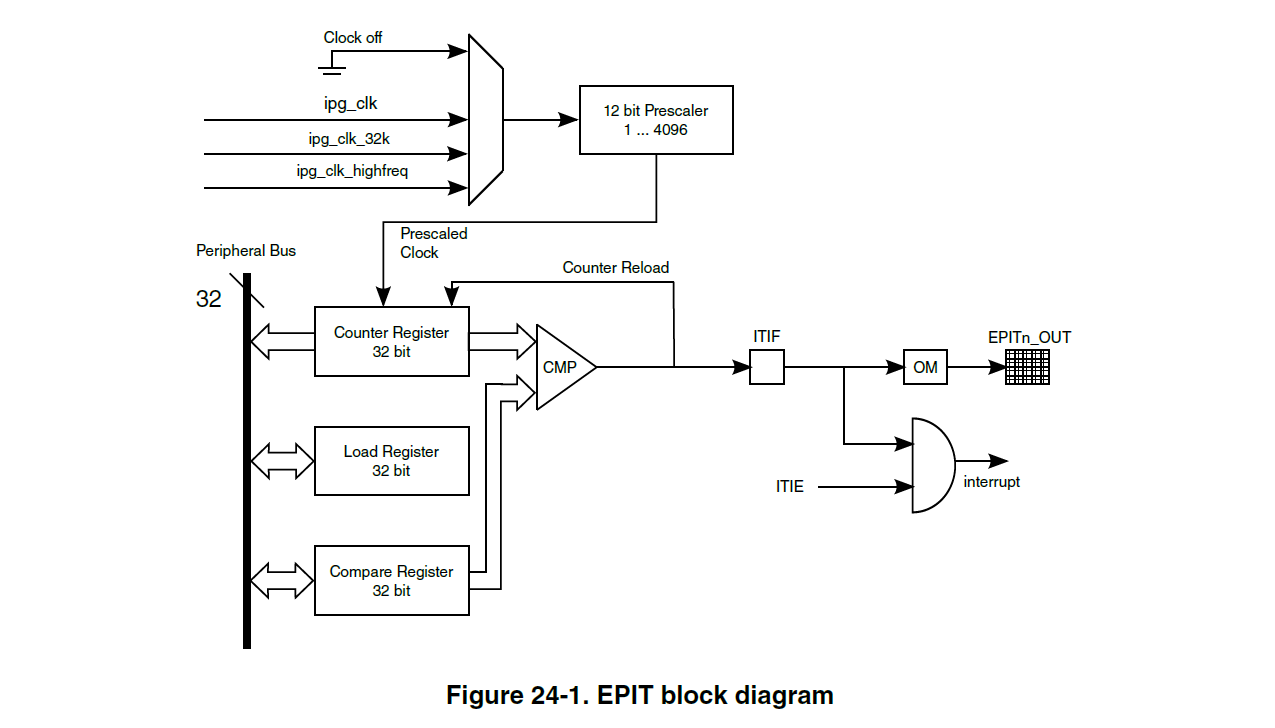 Clock off
ipg_clk
12 bit Prescaler
1 ... 4096
ipg_clk_32k
ipg_clk_highfreq
Prescaled
Clock
Peripheral Bus
Counter Reload
32
Counter Register
32 bit
CMP
ITIF
EPITn_OUT
OM
Load Register
32 bit
ITIE
interrupt
Compare Register
32 bit
Figure 24-1. EPIT block diagram